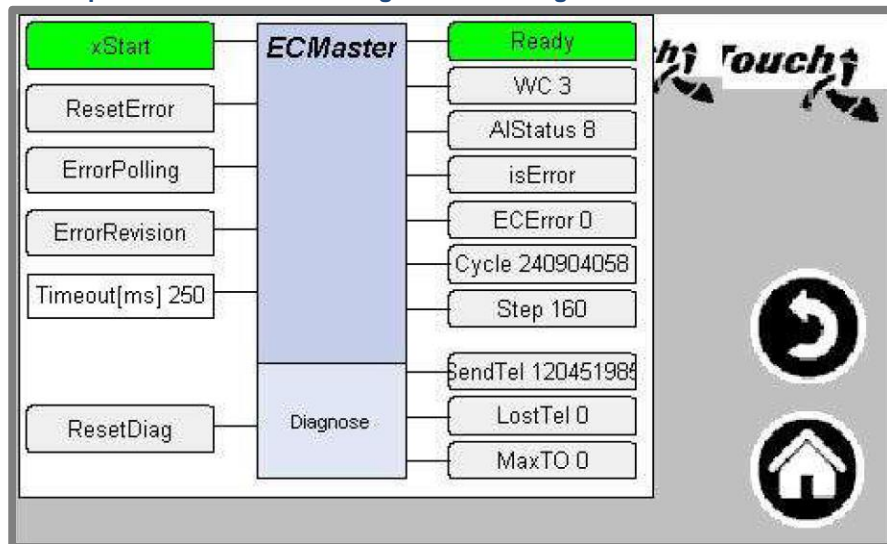 xStart
ECMaster
Ready
ResetError
WC 3
AlStatus 8
ErrorPolling
isError
ErrorRevision
ECError 0
Cycle 240904058
Timeout[ms] 250
Step 160
SendTel 120451985
ResetDiag
Diagnose
LostTel 0
MaxTO 0
Touch